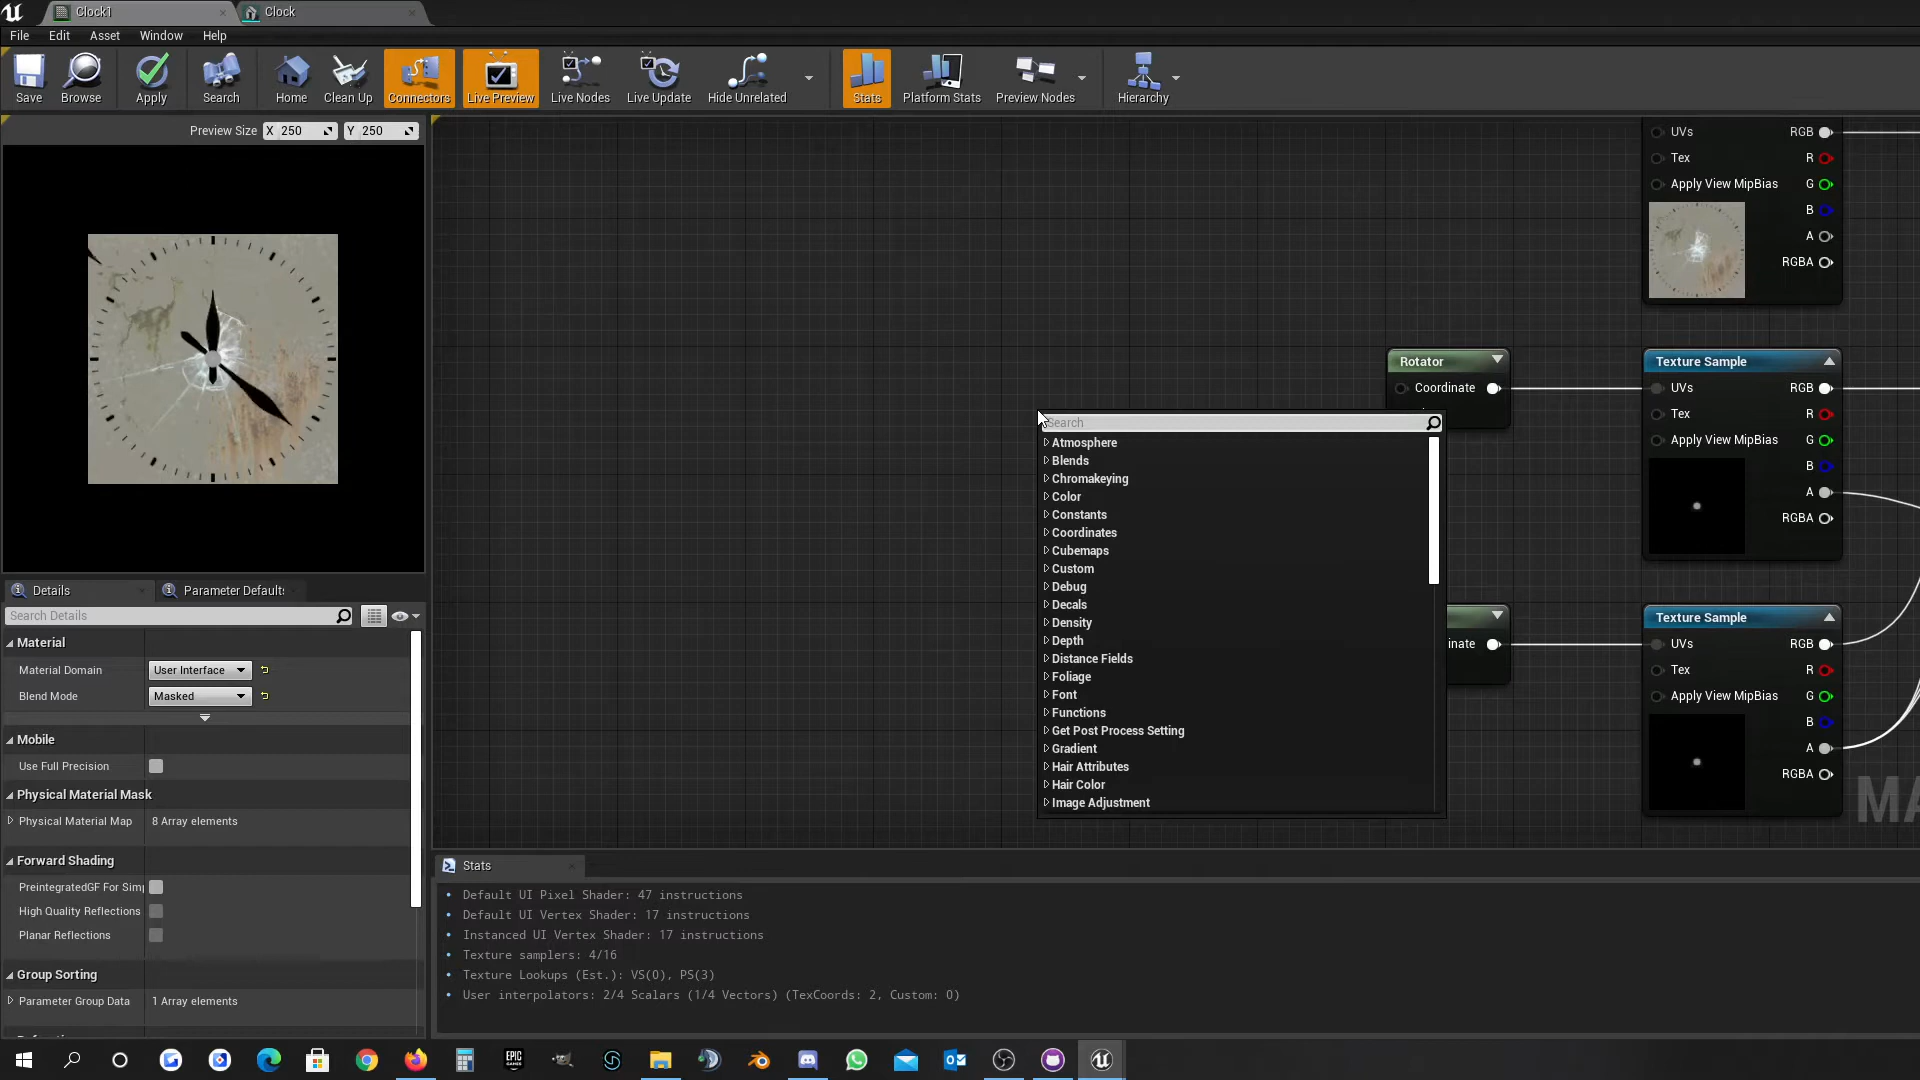 Clock1
Clock
File Edit Asset Window Help
Save Browse Apply Search Home Clean Up Connectors Live Preview Live Nodes Live Update Hide Unrelated Stats Platform Stats Preview Nodes Hierarchy
Preview Size X 250 Y 250
Details Parameter Defaults
Search Details
Material
Material Domain User Interface
Blend Mode Masked
Mobile
Use Full Precision
Physical Material Mask
Physical Material Map 8 Array elements
Forward Shading
PreintegratedGF For Simp
High Quality Reflections
Planar Reflections
Group Sorting
Parameter Group Data 1 Array elements
UVs RGB
Tex R
Apply View MipBias G
B
A
RGBA
Rotator
Coordinate
Texture Sample
UVs RGB
Tex R
Apply View MipBias G
B
A
RGBA
Search
Atmosphere
Blends
Chromakeying
Color
Constants
Coordinates
Cubemaps
Custom
Debug
Decals
Density
Depth
Distance Fields
Foliage
Font
Functions
Get Post Process Setting
Gradient
Hair Attributes
Hair Color
Image Adjustment
inate
Texture Sample
UVs RGB
Tex R
Apply View MipBias G
B
A
RGBA
MA
Stats
Default UI Pixel Shader: 47 instructions
Default UI Vertex Shader: 17 instructions
Instanced UI Vertex Shader: 17 instructions
Texture samplers: 4/16
Texture Lookups (Est.): VS(0), PS(3)
User interpolators: 2/4 Scalars (1/4 Vectors) (TexCoords: 2, Custom: 0)
EPIC GAMES